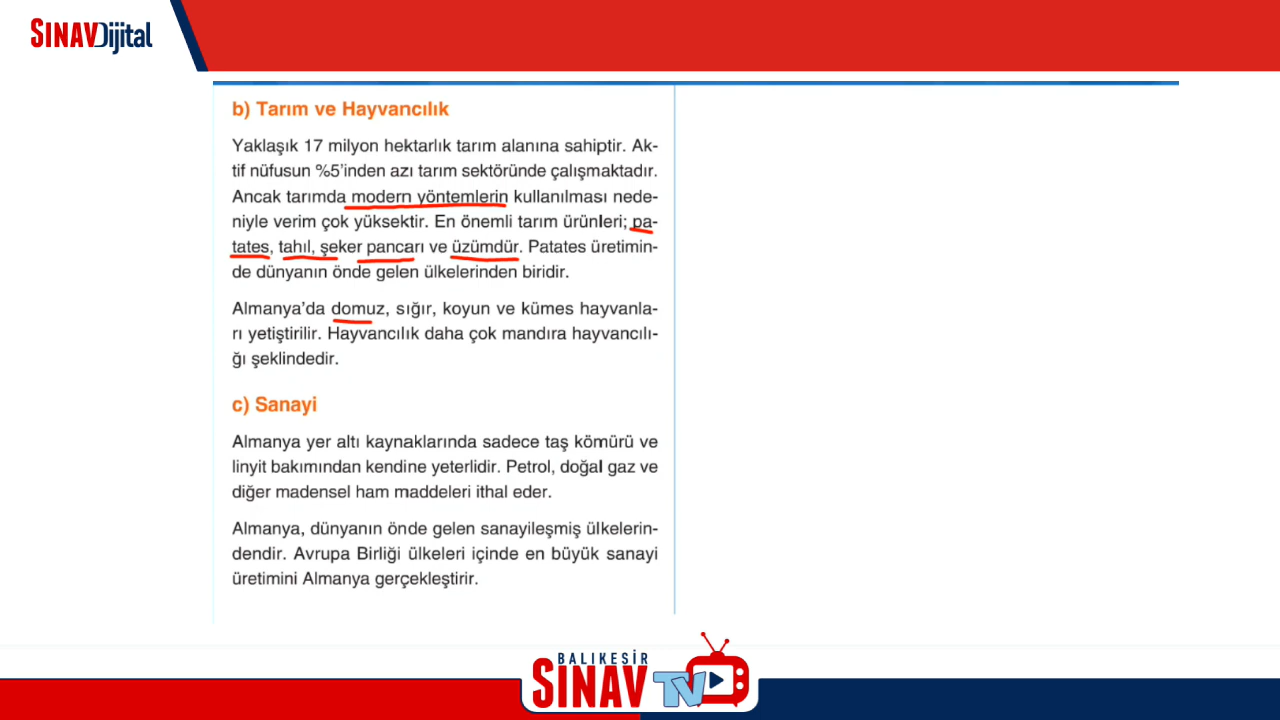 SINAVDijital
b) Tarım ve Hayvancılık
Yaklaşık 17 milyon hektarlık tarım alanına sahiptir. Ak-
tif nüfusun %5'inden azı tarım sektöründe çalışmaktadır.
Ancak tarımda modern yöntemlerin kullanılması nede-
niyle verim çok yüksektir. En önemli tarım ürünleri; pa-
tates, tahıl, şeker pancarı ve üzümdür. Patates üretimin-
de dünyanın önde gelen ülkelerinden biridir.
Almanya'da domuz, sığır, koyun ve kümes hayvanla-
rı yetiştirilir. Hayvancılık daha çok mandıra hayvancılı-
ğı şeklindedir.
c) Sanayi
Almanya yer altı kaynaklarında sadece taş kömürü ve
linyit bakımından kendine yeterlidir. Petrol, doğal gaz ve
diğer madensel ham maddeleri ithal eder.
Almanya, dünyanın önde gelen sanayileşmiş ülkelerin-
dendir. Avrupa Birliği ülkeleri içinde en büyük sanayi
üretimini Almanya gerçekleştirir.
BALIKESİR
SINAV TV